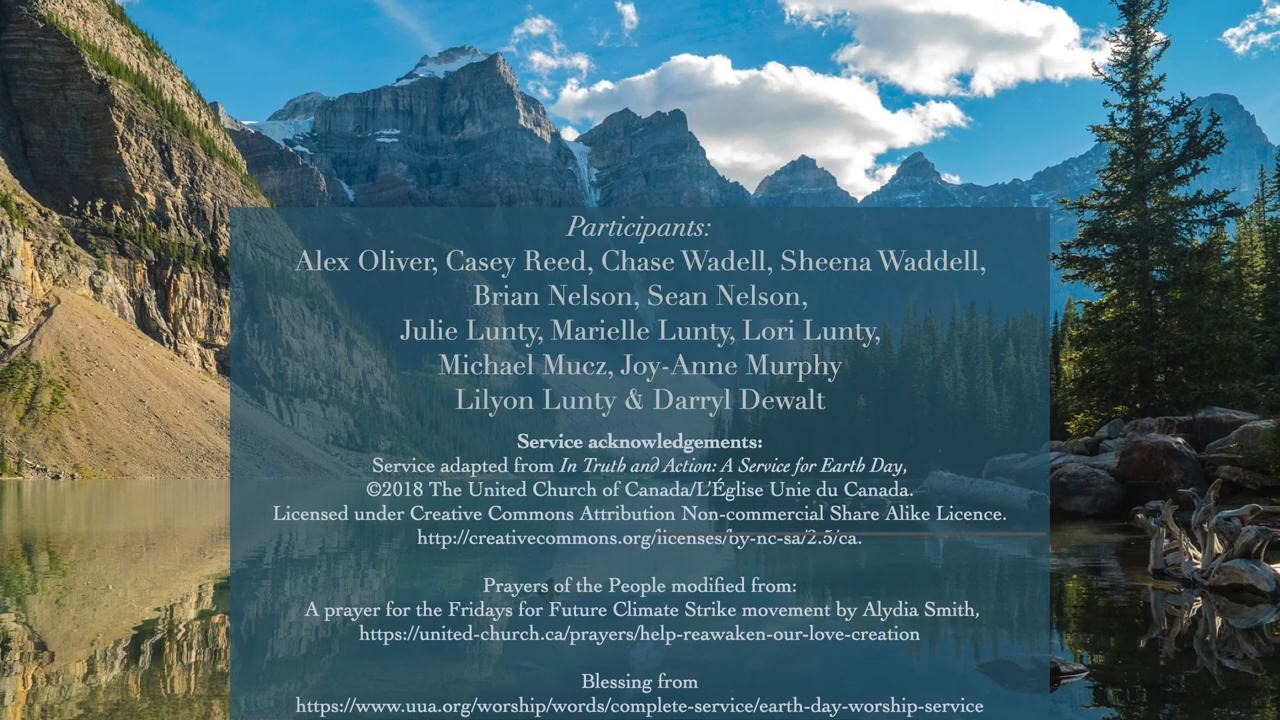 Participants:
Alex Oliver, Casey Reed, Chase Wadell, Sheena Waddell,
Brian Nelson, Sean Nelson,
Julie Lunty, Marielle Lunty, Lori Lunty,
Michael Mucz, Joy-Anne Murphy
Lilyon Lunty & Darryl Dewalt
Service acknowledgements:
Service adapted from In Truth and Action: A Service for Earth Day,
©2018 The United Church of Canada/L'Église Unie du Canada.
Licensed under Creative Commons Attribution Non-commercial Share Alike Licence.
http://creativecommons.org/licenses/by-nc-sa/2.5/ca.
Prayers of the People modified from:
A prayer for the Fridays for Future Climate Strike movement by Alydia Smith,
https://united-church.ca/prayers/help-reawaken-our-love-creation
Blessing from
https://www.uua.org/worship/words/complete-service/earth-day-worship-service